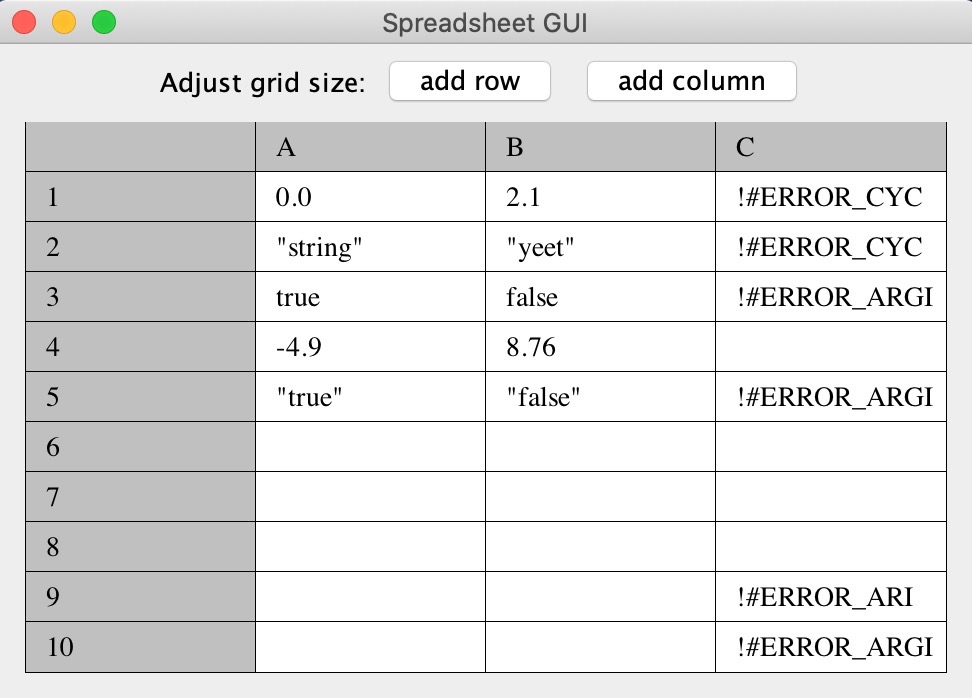 Spreadsheet GUI
Adjust grid size: add row add column
A B C
1 0.0 2.1 !#ERROR_CYC
2 "string" "yeet" !#ERROR_CYC
3 true false !#ERROR_ARGI
4 -4.9 8.76
5 "true" "false" !#ERROR_ARGI
6
7
8
9 !#ERROR_ARI
10 !#ERROR_ARGI